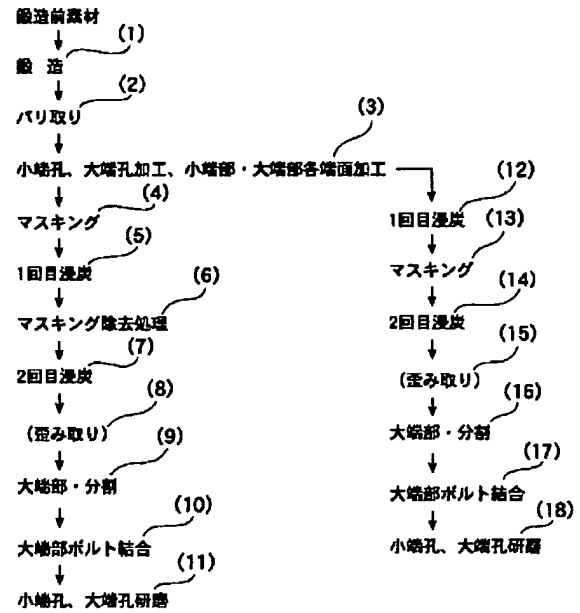 鍛造前素材
(1)
鍛 造
(2)
バリ取り
(3)
小端孔、大端孔加工、小端部・大端部各端面加工
(4)
マスキング
(5)
1回目浸炭
(6)
マスキング除去処理
(7)
2回目浸炭
(8)
(歪み取り)
(9)
大端部・分割
(10)
大端部ボルト結合
(11)
小端孔、大端孔研磨
(12)
1回目浸炭
(13)
マスキング
(14)
2回目浸炭
(15)
(歪み取り)
(16)
大端部・分割
(17)
大端部ボルト結合
(18)
小端孔、大端孔研磨